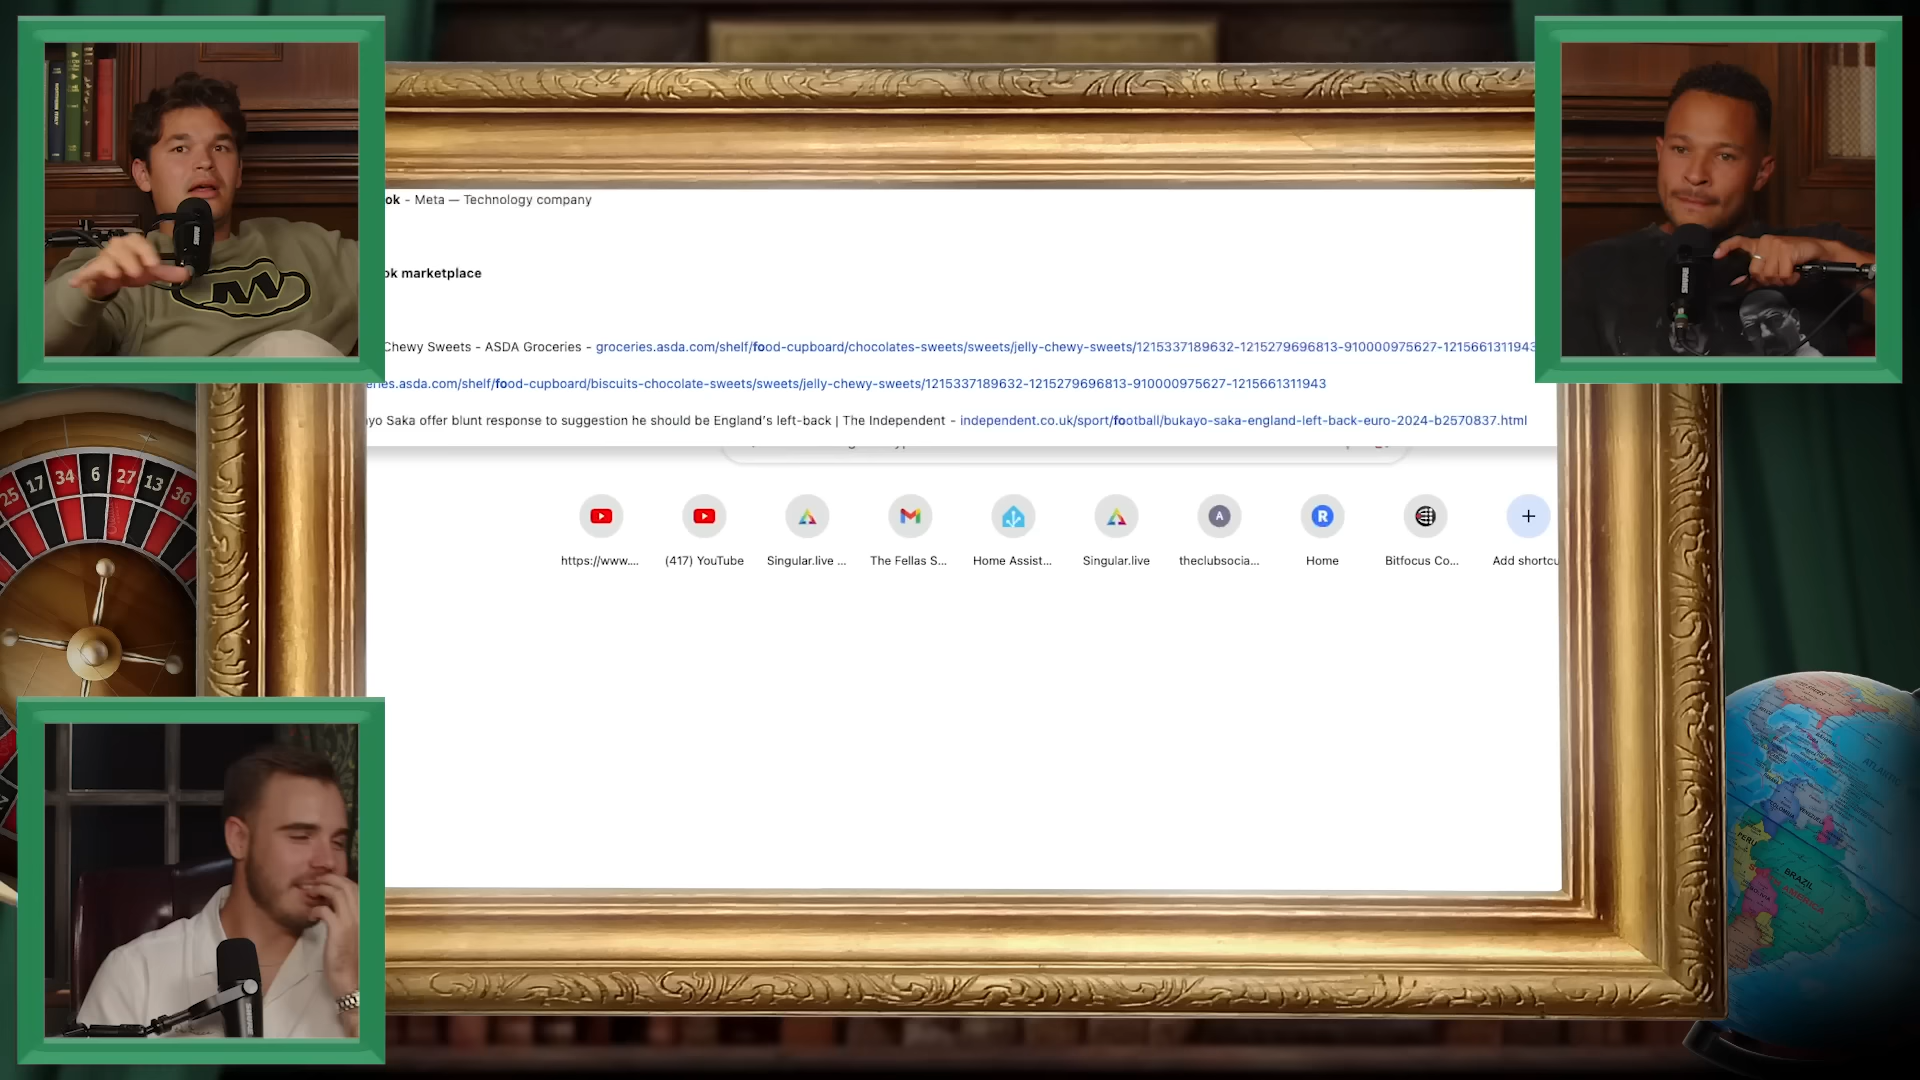 ok - Meta — Technology company
ok marketplace
Chewy Sweets - ASDA Groceries - groceries.asda.com/shelf/food-cupboard/chocolates-sweets/sweets/jelly-chewy-sweets/1215337189632-1215279696813-910000975627-1215661311943
eries.asda.com/shelf/food-cupboard/biscuits-chocolate-sweets/sweets/jelly-chewy-sweets/1215337189632-1215279696813-910000975627-1215661311943
yo Saka offer blunt response to suggestion he should be England's left-back | The Independent - independent.co.uk/sport/football/bukayo-saka-england-left-back-euro-2024-b2570837.html
A
R
https://www....
(417) YouTube
Singular.live ...
The Fellas S...
Home Assist...
Singular.live
theclubsocia...
Home
Bitfocus Co...
Add shortcu
25 17 34 6 27 13 36
SHURE
PERU
BRAZIL
COLOMBIA